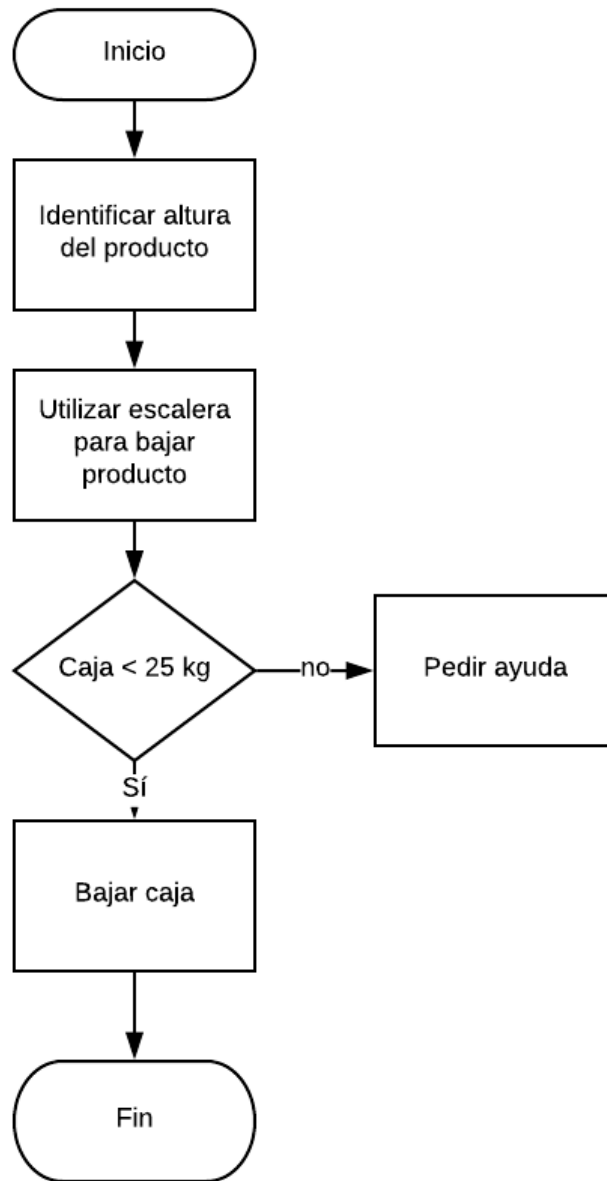 Inicio
Identificar altura
del producto
Utilizar escalera
para bajar
producto
Caja < 25 kg
no
Pedir ayuda
Sí
Bajar caja
Fin